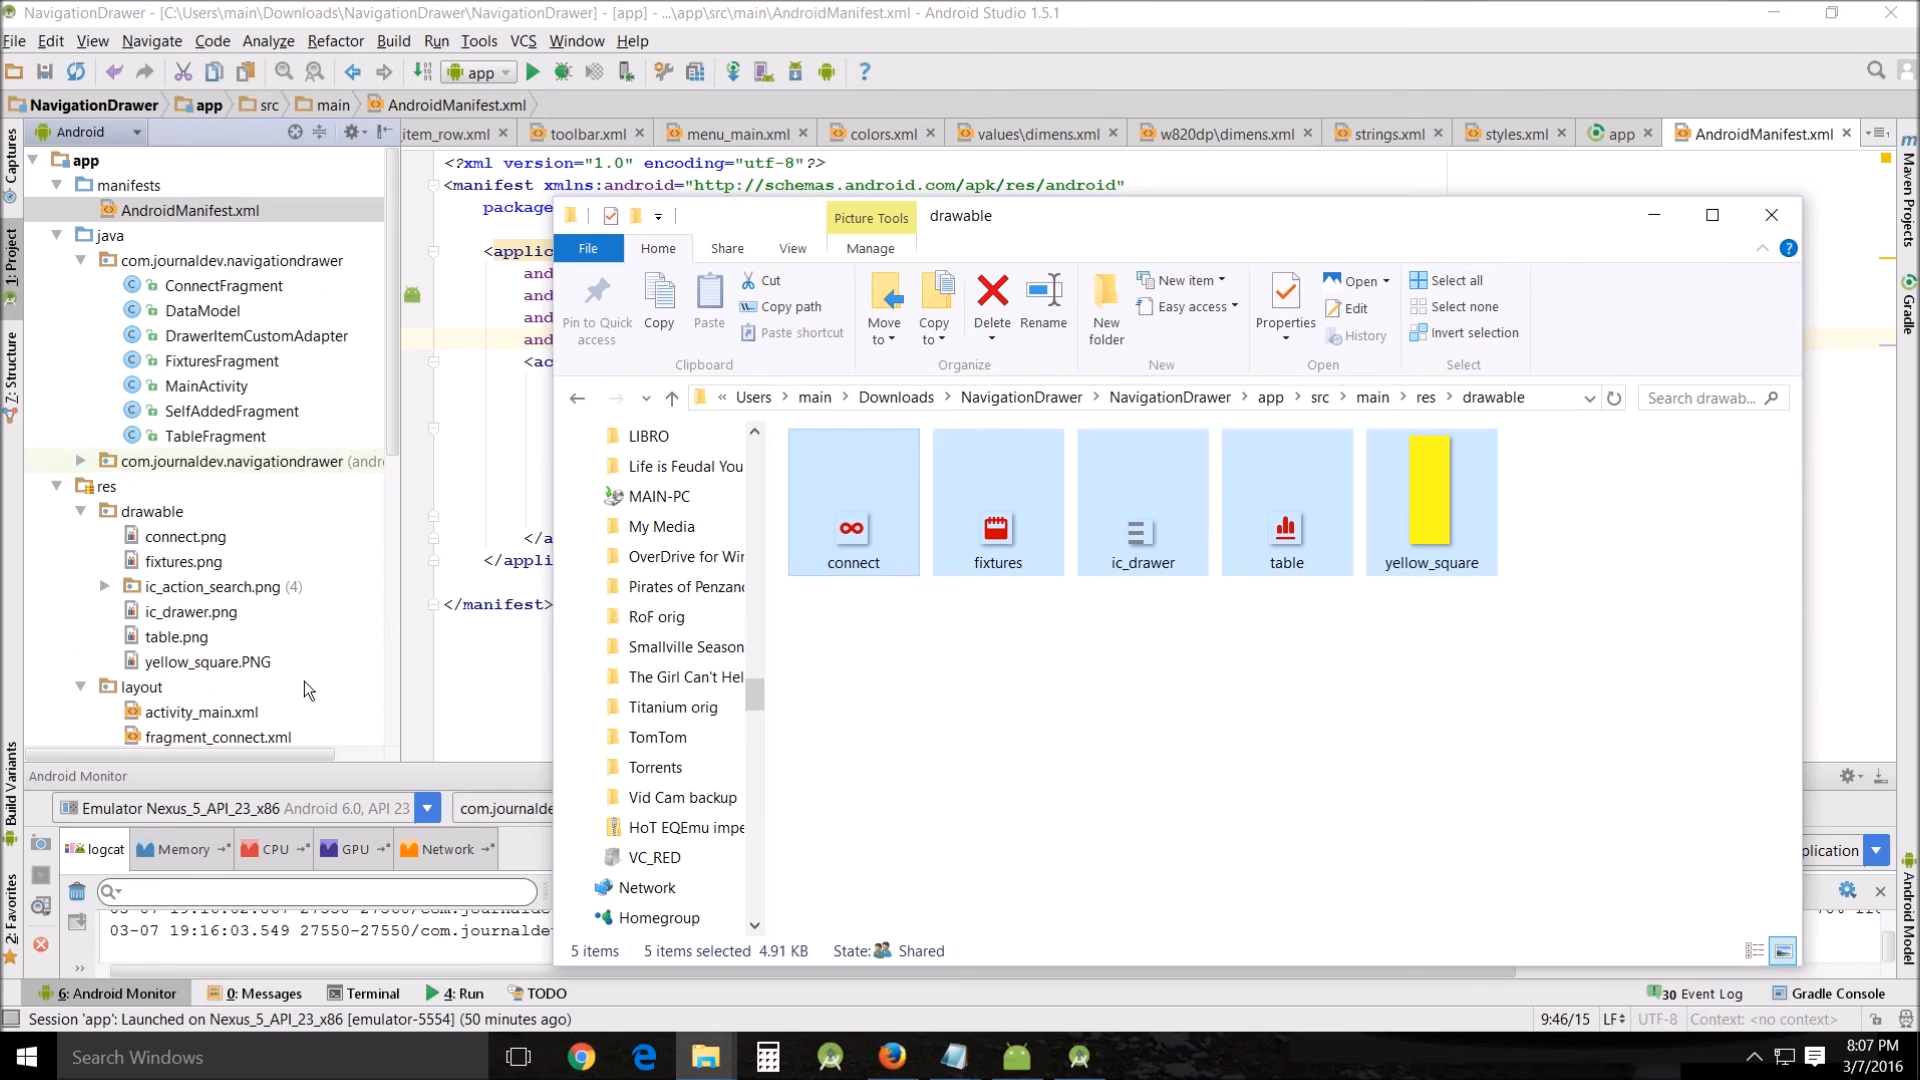 NavigationDrawer - [C:\Users\main\Downloads\NavigationDrawer\NavigationDrawer] - [app] - ...\app\src\main\AndroidManifest.xml - Android Studio 1.5.1
File Edit View Navigate Code Analyze Refactor Build Run Tools VCS Window Help
app
NavigationDrawer app src main AndroidManifest.xml
Android
item_row.xml toolbar.xml menu_main.xml colors.xml values\dimens.xml w820dp\dimens.xml strings.xml styles.xml app AndroidManifest.xml
Captures
1: Project
7: Structure
Build Variants
2: Favorites
Maven Projects
Gradle
Android Model
app
manifests
AndroidManifest.xml
java
com.journaldev.navigationdrawer
ConnectFragment
DataModel
DrawerItemCustomAdapter
FixturesFragment
MainActivity
SelfAddedFragment
TableFragment
com.journaldev.navigationdrawer (andr
res
drawable
connect.png
fixtures.png
ic_action_search.png (4)
ic_drawer.png
table.png
yellow_square.PNG
layout
activity_main.xml
fragment_connect.xml
<?xml version="1.0" encoding="utf-8"?>
<manifest xmlns:android="http://schemas.android.com/apk/res/android"
package
<applic
and
and
and
and
<ac
</a
</appli
</manifest>
Picture Tools drawable
File Home Share View Manage
Pin to Quick access
Copy
Paste
Cut
Copy path
Paste shortcut
Clipboard
Move to
Copy to
Delete
Rename
Organize
New folder
New item
Easy access
New
Properties
Open
Edit
History
Open
Select all
Select none
Invert selection
Select
« Users main Downloads NavigationDrawer NavigationDrawer app src main res drawable
Search drawab...
LIBRO
Life is Feudal You
MAIN-PC
My Media
OverDrive for Wir
Pirates of Penzanc
RoF orig
Smallville Season
The Girl Can't Hel
Titanium orig
TomTom
Torrents
Vid Cam backup
HoT EQEmu impe
VC_RED
Network
Homegroup
connect fixtures ic_drawer table yellow_square
5 items 5 items selected 4.91 KB State: Shared
Android Monitor
Emulator Nexus_5_API_23_x86 Android 6.0, API 23 com.journalde
plication
logcat Memory CPU GPU Network
03-07 19:16:03.549 27550-27550/com.journalde
6: Android Monitor 0: Messages Terminal 4: Run TODO 30 Event Log Gradle Console
Session 'app': Launched on Nexus_5_API_23_x86 [emulator-5554] (50 minutes ago) 9:46/15 LF UTF-8 Context: <no context>
Search Windows
8:07 PM
3/7/2016